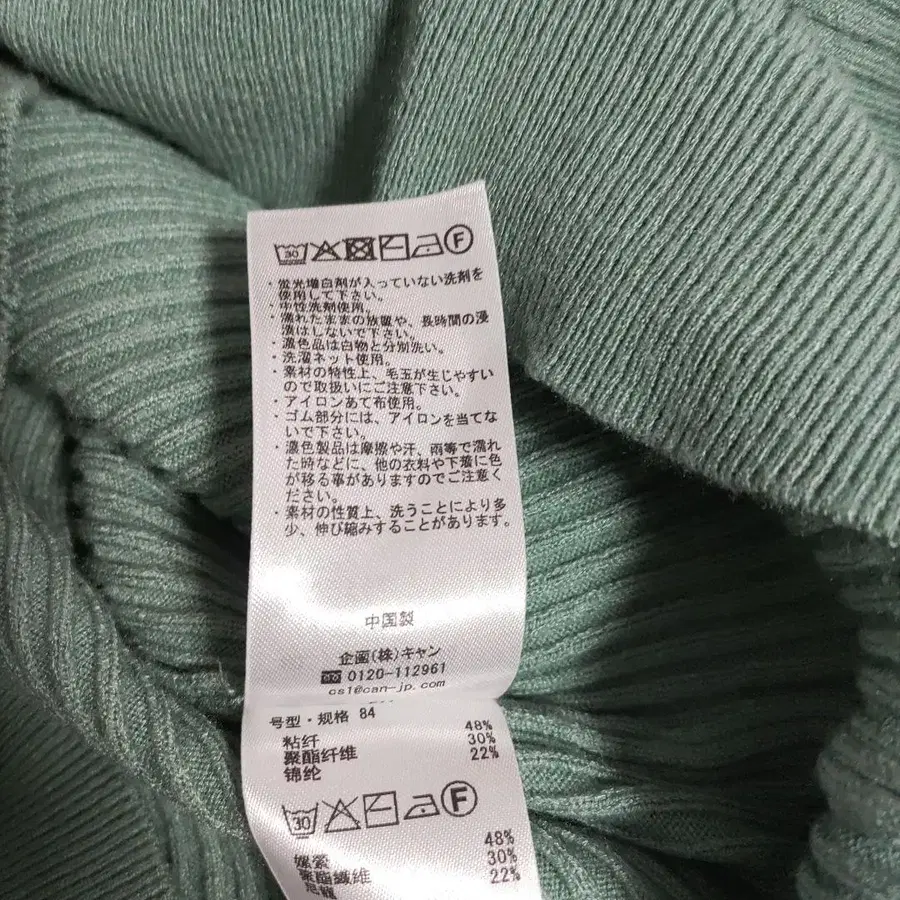 30 F
・蛍光増白剤が入っていない洗剤を
使用して下さい。
・中性洗剤使用。
・濡れたままの放置や、長時間の浸
漬はしないで下さい。
・濃色品は白物と分別洗い。
・洗濯ネット使用。
・素材の特性上、毛玉が生じやすい
ので取扱いにご注意下さい。
・アイロンあて布使用。
・ゴム部分には、アイロンを当てな
いで下さい。
・濃色製品は摩擦や汗、雨等で濡れ
た時などに、他の衣料や下着に色
が移る事がありますのでご注意く
ださい。
・素材の性質上、洗うことにより多
少、伸び縮みすることがあります。
中国製
企画(株)キャン
0120-112961
cs1@can-jp.com
号型・规格 84
粘纤 48%
聚酯纤维 30%
锦纶 22%
30 F
嫘縈 48%
聚酯纖維 30%
尼龍 22%